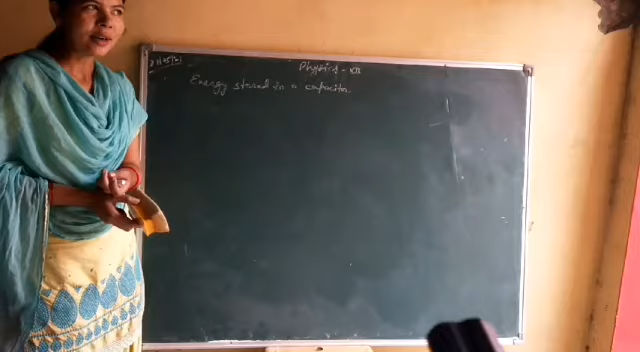 Physics - XII
Energy stored in a capacitor